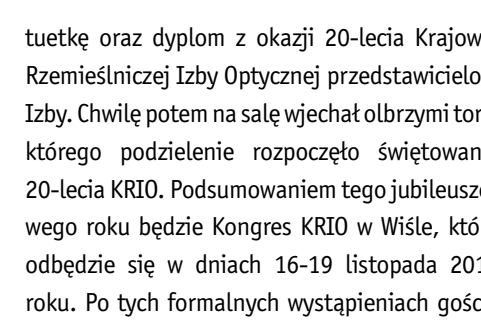 tuetkę oraz dyplom z okazji 20-lecia Krajow
Rzemieślniczej Izby Optycznej przedstawicielo
Izby. Chwilę potem na salę wjechał olbrzymi tor
którego podzielenie rozpoczęło świętowan
20-lecia KRIO. Podsumowaniem tego jubileusz
wego roku będzie Kongres KRIO w Wiśle, któ
odbędzie się w dniach 16-19 listopada 201
roku. Po tych formalnych wystąpieniach gośc